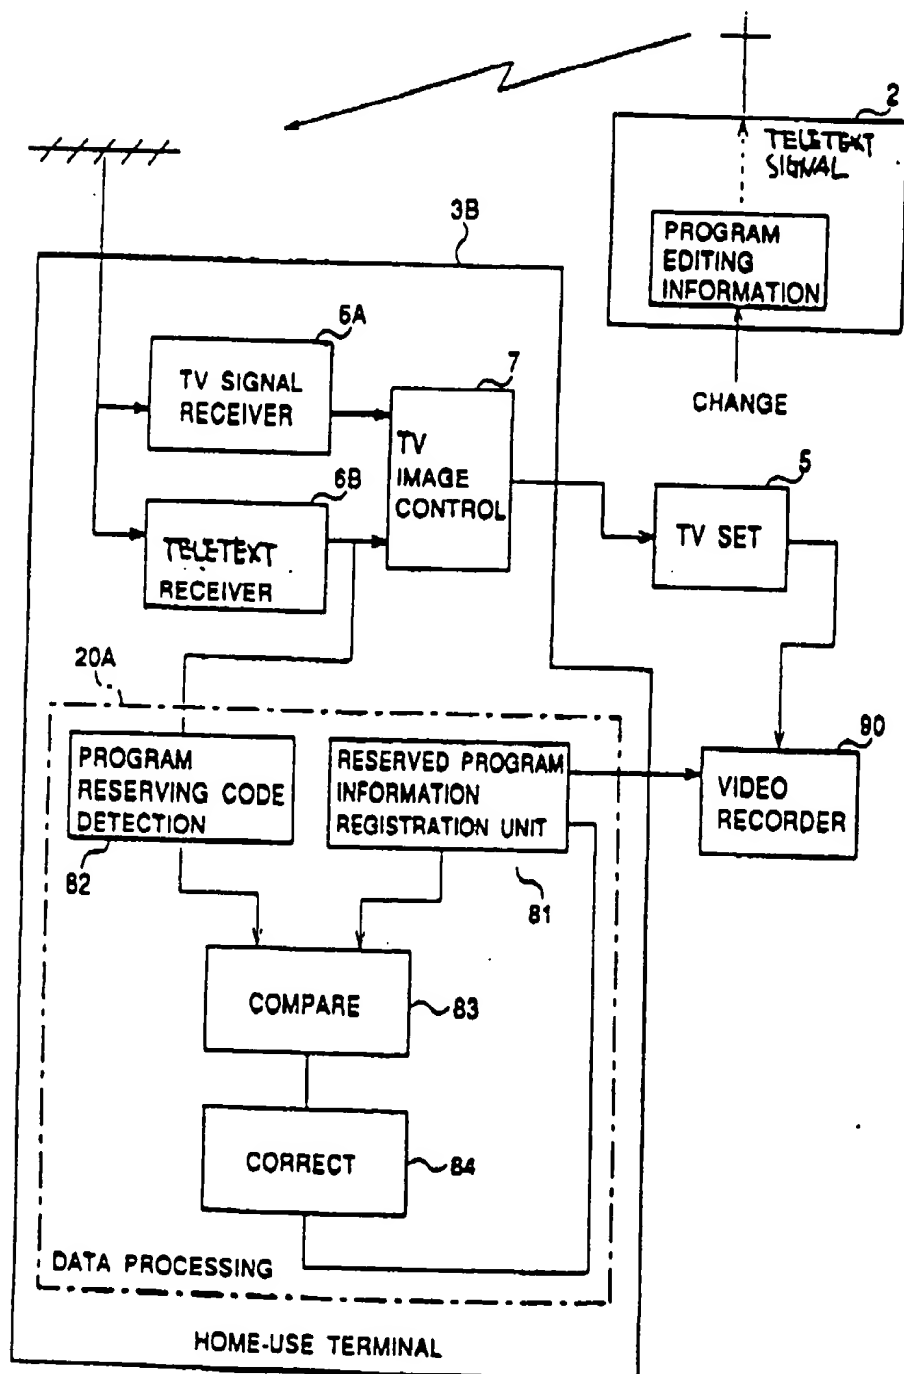 2
TELETEXT
SIGNAL
PROGRAM
EDITING
INFORMATION
CHANGE
3B
6A
TV SIGNAL
RECEIVER
7
TV
IMAGE
CONTROL
6B
TELETEXT
RECEIVER
5
TV SET
20A
PROGRAM
RESERVING CODE
DETECTION
82
RESERVED PROGRAM
INFORMATION
REGISTRATION UNIT
81
90
VIDEO
RECORDER
COMPARE
83
CORRECT
84
DATA PROCESSING
HOME-USE TERMINAL